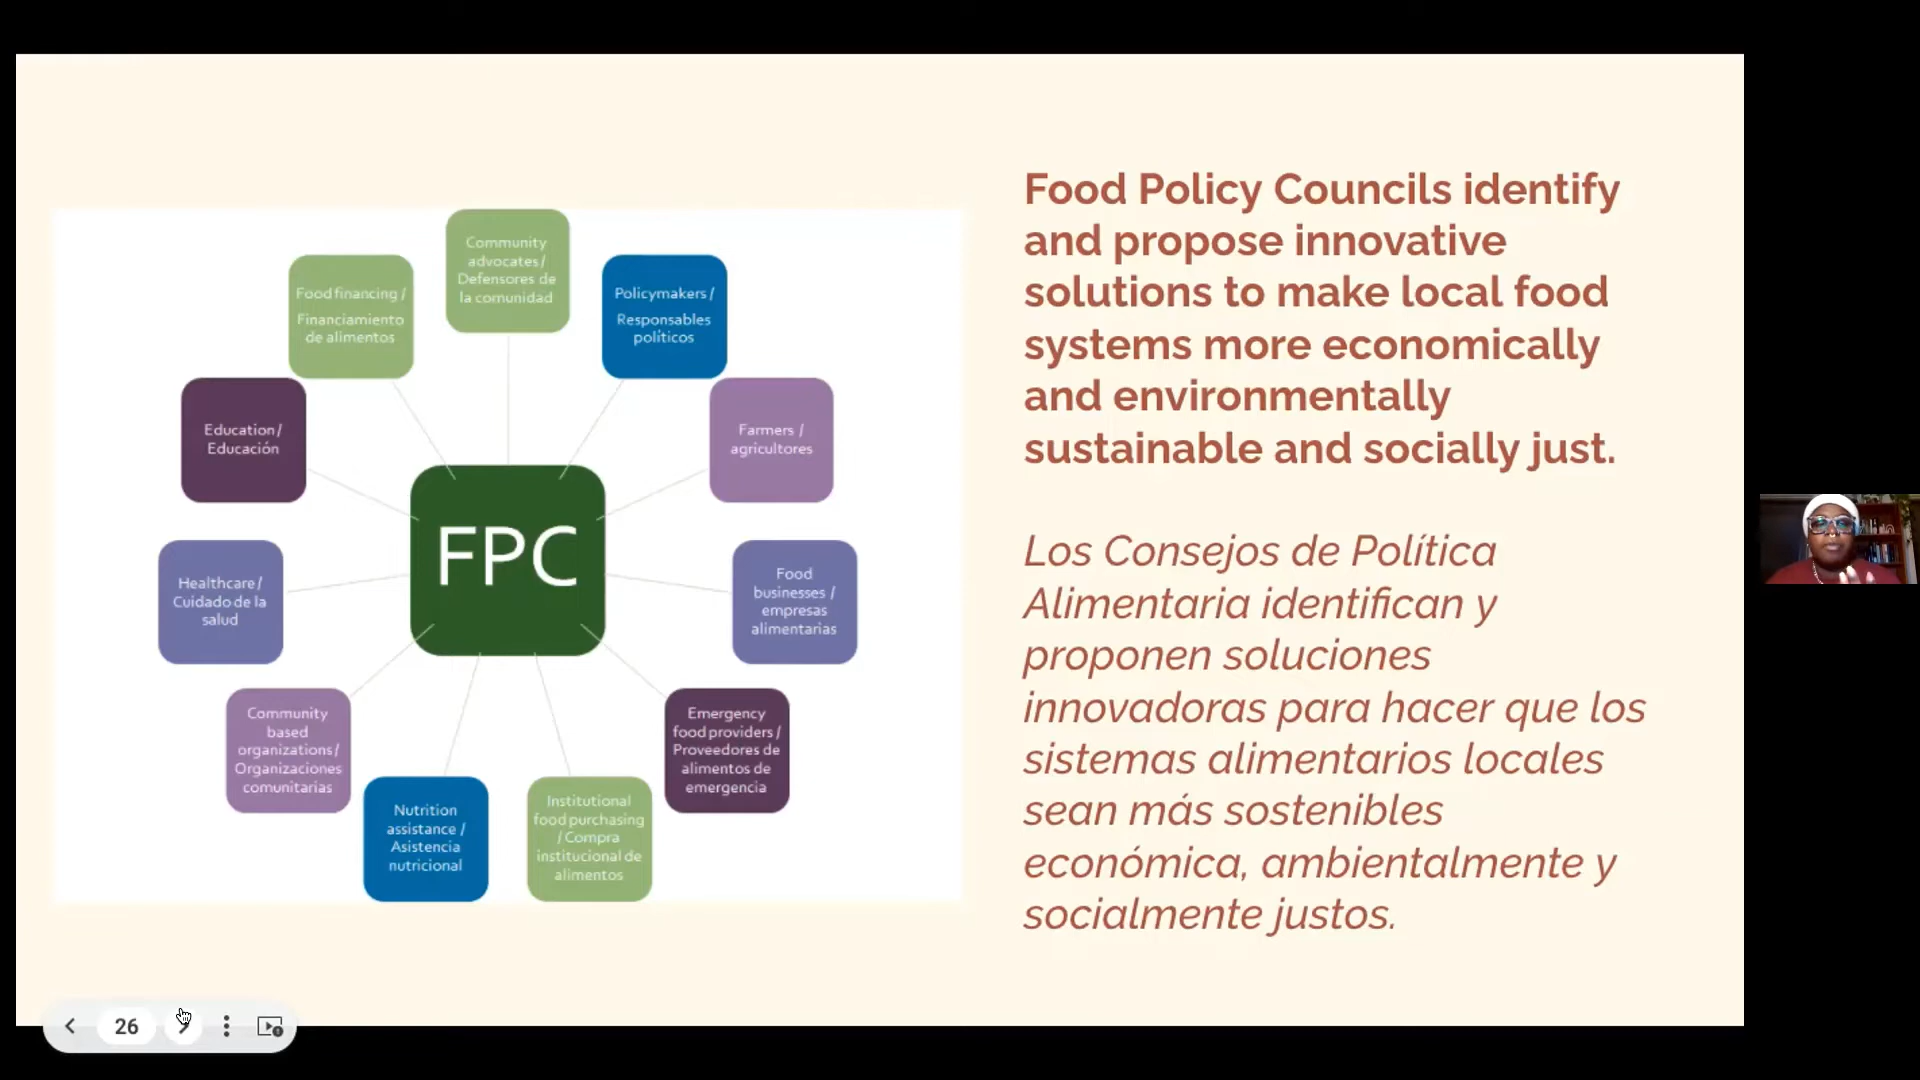 Community
advocates /
Defensores de
la comunidad
Policymakers /
Responsables
políticos
Farmers /
agricultores
Food
businesses /
empresas
alimentarias
Emergency
food providers /
Proveedores de
alimentos de
emergencia
Institutional
food purchasing
/ Compra
institucional de
alimentos
Nutrition
assistance /
Asistencia
nutricional
Community
based
organizations /
Organizaciones
comunitarias
Healthcare /
Cuidado de la
salud
Education /
Educación
Food financing /
Financiamiento
de alimentos
FPC
Food Policy Councils identify
and propose innovative
solutions to make local food
systems more economically
and environmentally
sustainable and socially just.
Los Consejos de Política
Alimentaria identifican y
proponen soluciones
innovadoras para hacer que los
sistemas alimentarios locales
sean más sostenibles
económica, ambientalmente y
socialmente justos.
26